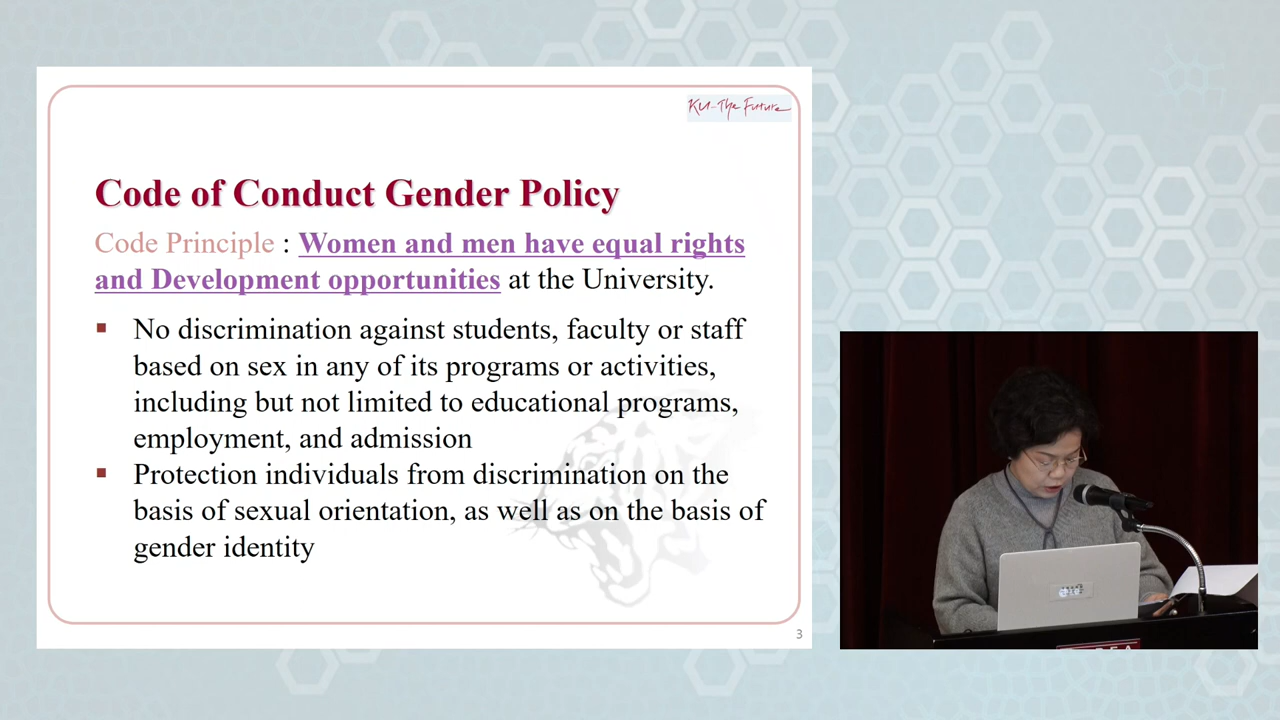 KU-The Future
Code of Conduct Gender Policy
Code Principle : Women and men have equal rights
and Development opportunities at the University.
▪ No discrimination against students, faculty or staff
based on sex in any of its programs or activities,
including but not limited to educational programs,
employment, and admission
▪ Protection individuals from discrimination on the
basis of sexual orientation, as well as on the basis of
gender identity
3